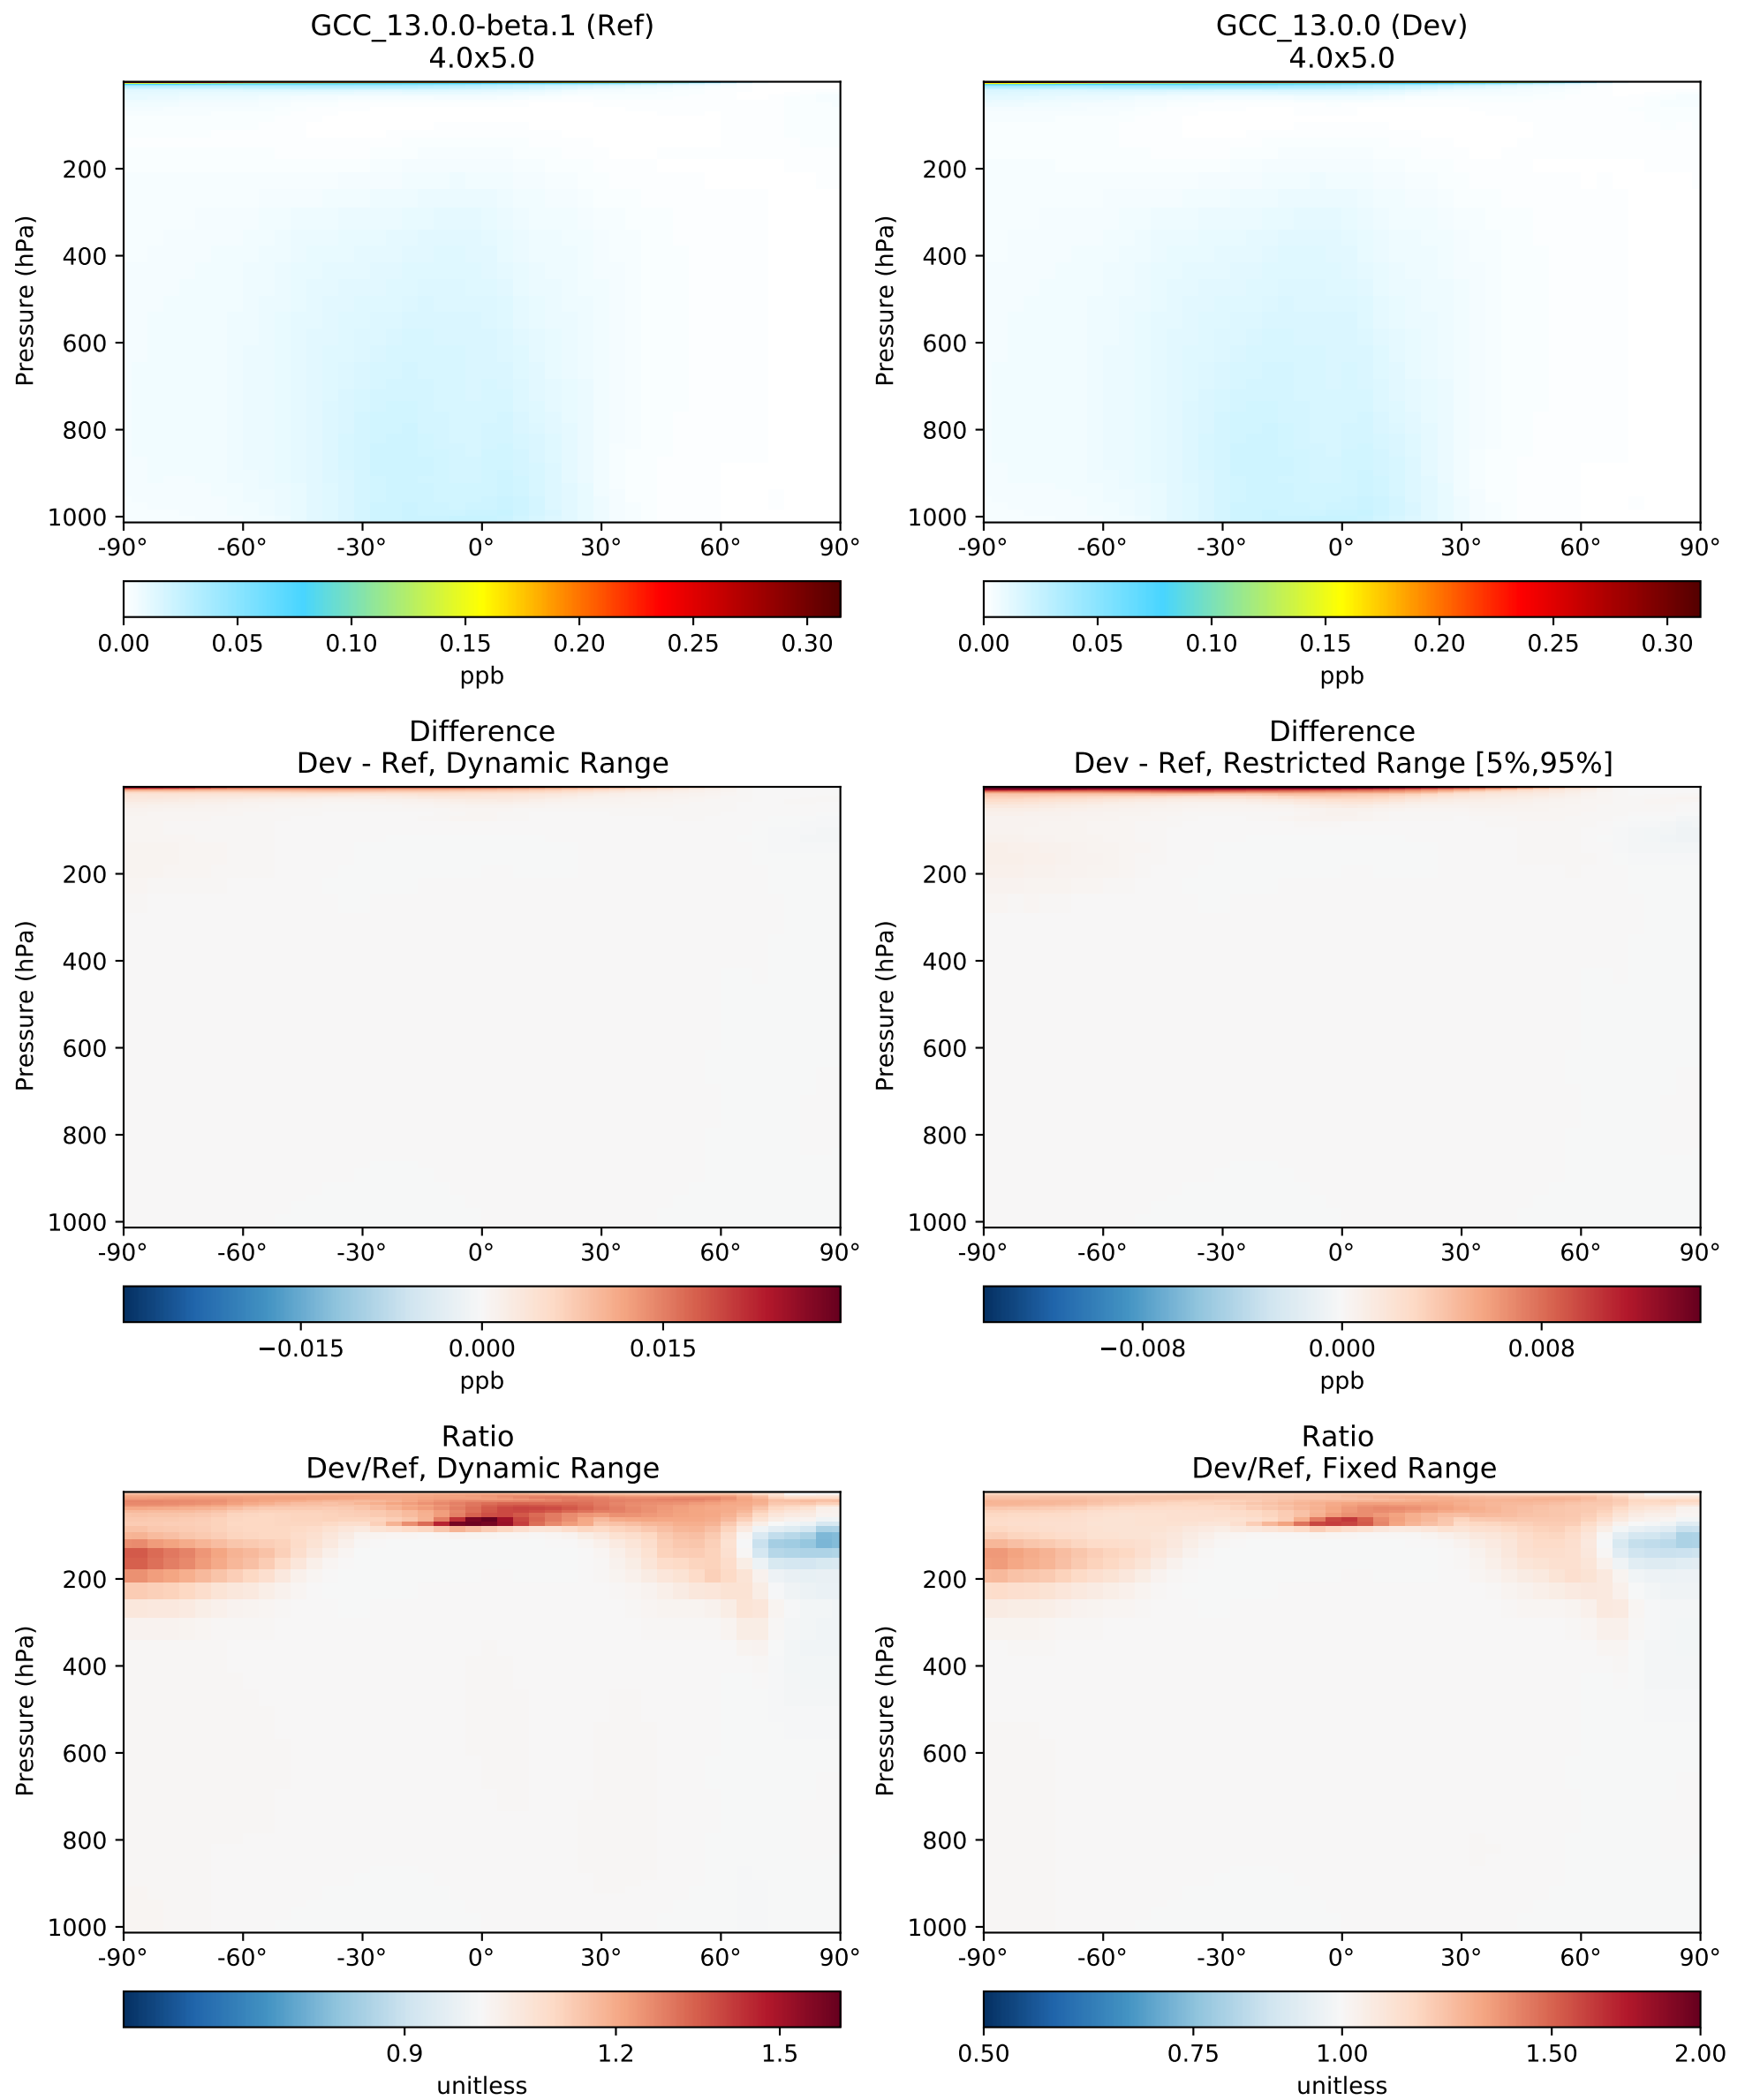 GCC_13.0.0-beta.1 (Ref)
4.0x5.0
GCC_13.0.0 (Dev)
4.0x5.0
Pressure (hPa)
200
400
600
800
1000
-90° -60° -30° 0° 30° 60° 90°
0.00 0.05 0.10 0.15 0.20 0.25 0.30
ppb
Pressure (hPa)
200
400
600
800
1000
-90° -60° -30° 0° 30° 60° 90°
0.00 0.05 0.10 0.15 0.20 0.25 0.30
ppb
Difference
Dev - Ref, Dynamic Range
Pressure (hPa)
200
400
600
800
1000
-90° -60° -30° 0° 30° 60° 90°
−0.015 0.000 0.015
ppb
Difference
Dev - Ref, Restricted Range [5%,95%]
Pressure (hPa)
200
400
600
800
1000
-90° -60° -30° 0° 30° 60° 90°
−0.008 0.000 0.008
ppb
Ratio
Dev/Ref, Dynamic Range
Pressure (hPa)
200
400
600
800
1000
-90° -60° -30° 0° 30° 60° 90°
0.9 1.2 1.5
unitless
Ratio
Dev/Ref, Fixed Range
Pressure (hPa)
200
400
600
800
1000
-90° -60° -30° 0° 30° 60° 90°
0.50 0.75 1.00 1.50 2.00
unitless